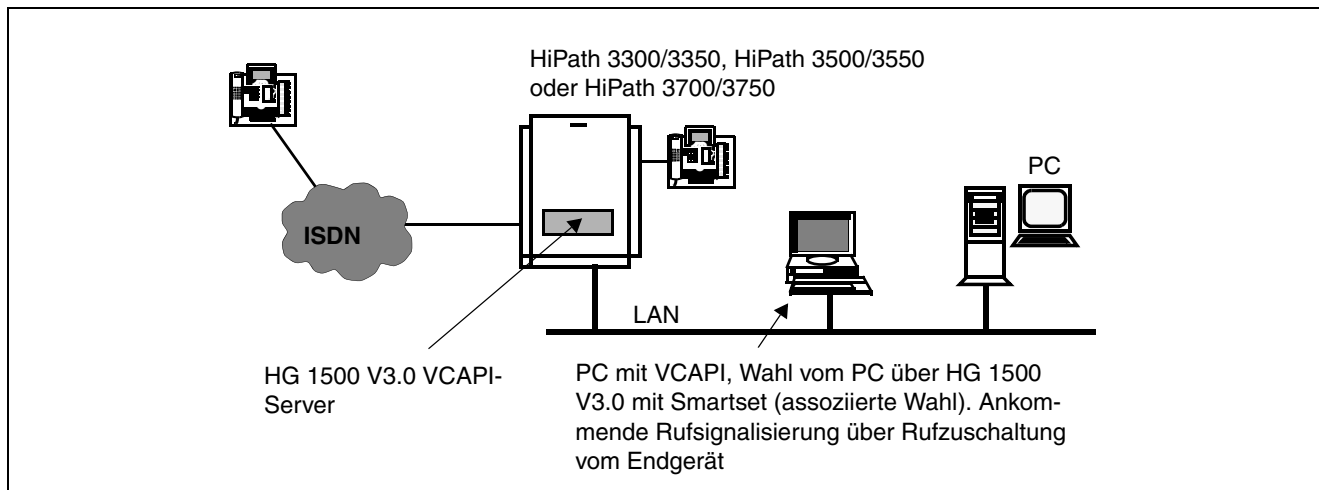 HiPath 3300/3350, HiPath 3500/3550
oder HiPath 3700/3750
PC
ISDN
LAN
HG 1500 V3.0 VCAPI-
Server
PC mit VCAPI, Wahl vom PC über HG 1500
V3.0 mit Smartset (assoziierte Wahl). Ankom-
mende Rufsignalisierung über Rufzuschaltung
vom Endgerät